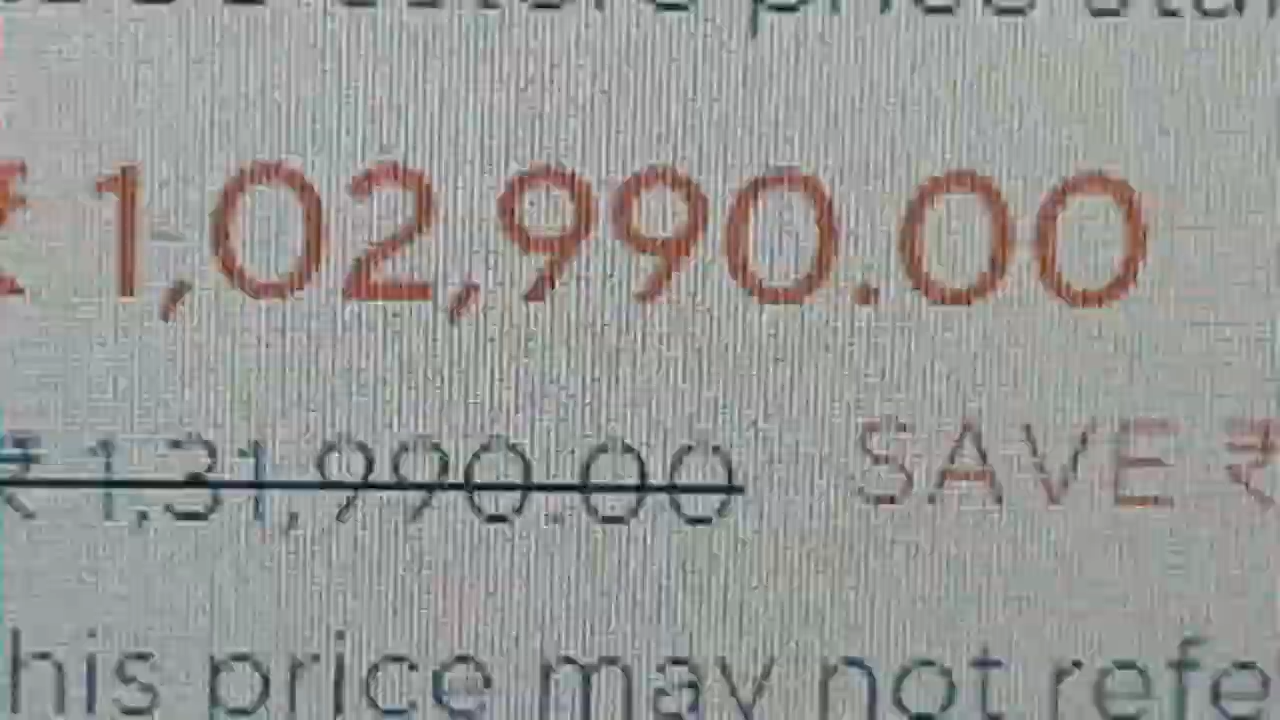 ₹ 1,02,990.00
₹ 1,31,990.00 SAVE ₹
his price may not refe